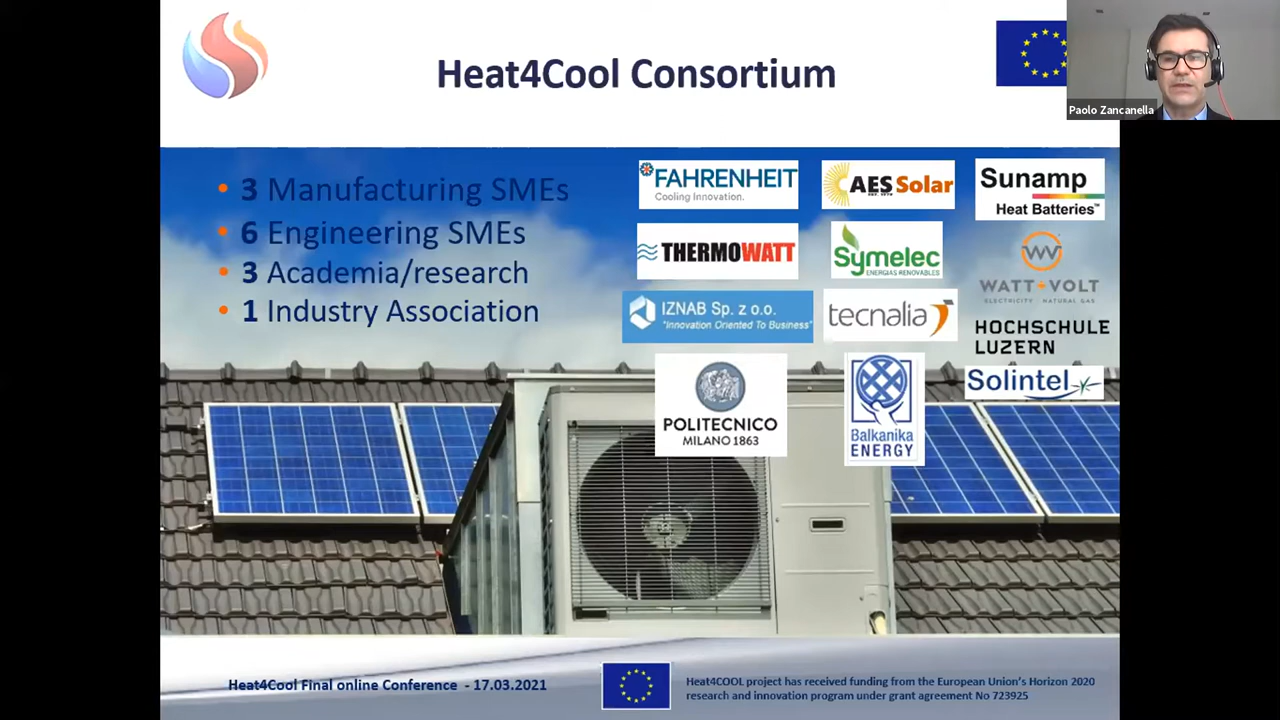 Heat4Cool Consortium
Paolo Zancanella
• 3 Manufacturing SMEs
• 6 Engineering SMEs
• 3 Academia/research
• 1 Industry Association
FAHRENHEIT
Cooling Innovation.
AES Solar
EST. 1979
Sunamp
Heat Batteries™
THERMOWATT
Symelec
ENERGIAS RENOVABLES
WATT+VOLT
ELECTRICITY · NATURAL GAS
IZNAB Sp. z o.o.
"Innovation Oriented To Business"
tecnalia
HOCHSCHULE
LUZERN
Solintel
POLITECNICO
MILANO 1863
Balkanika
ENERGY
Heat4Cool Final online Conference - 17.03.2021
Heat4COOL project has received funding from the European Union's Horizon 2020
research and innovation program under grant agreement No 723925